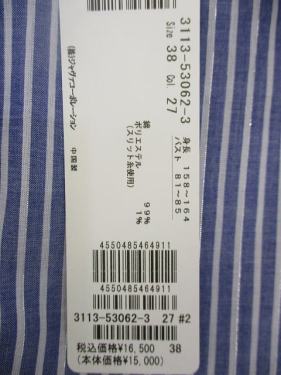 3113-53062-3
Size 38 Col 27
身長 158~164
バスト 81~85
綿 99%
ポリエステル 1%
(スリット糸使用)
(株)ジャヴァコーポレーション
中国製
4550485464911
4550485464911
3113-53062-3 27 #2
税込価格¥16,500 38
(本体価格¥15,000)